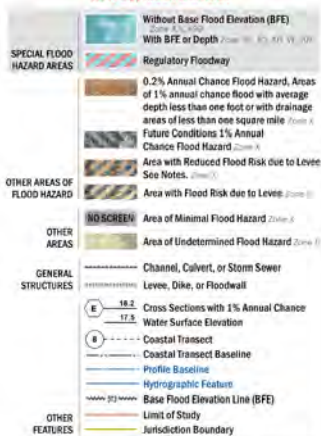 Without Base Flood Elevation (BFE)
Zone A, V, A99
With BFE or Depth Zone AE, AO, AH, VE, AR
SPECIAL FLOOD
HAZARD AREAS
Regulatory Floodway
0.2% Annual Chance Flood Hazard, Areas
of 1% annual chance flood with average
depth less than one foot or with drainage
areas of less than one square mile Zone X
Future Conditions 1% Annual
Chance Flood Hazard Zone X
Area with Reduced Flood Risk due to Levee
See Notes. Zone X
OTHER AREAS OF
FLOOD HAZARD
Area with Flood Risk due to Levee Zone D
NO SCREEN Area of Minimal Flood Hazard Zone X
OTHER
AREAS
Area of Undetermined Flood Hazard Zone D
GENERAL
STRUCTURES
Channel, Culvert, or Storm Sewer
Levee, Dike, or Floodwall
E 18.2 Cross Sections with 1% Annual Chance
17.5 Water Surface Elevation
8 Coastal Transect
Coastal Transect Baseline
Profile Baseline
Hydrographic Feature
Base Flood Elevation Line (BFE)
OTHER
FEATURES
Limit of Study
Jurisdiction Boundary